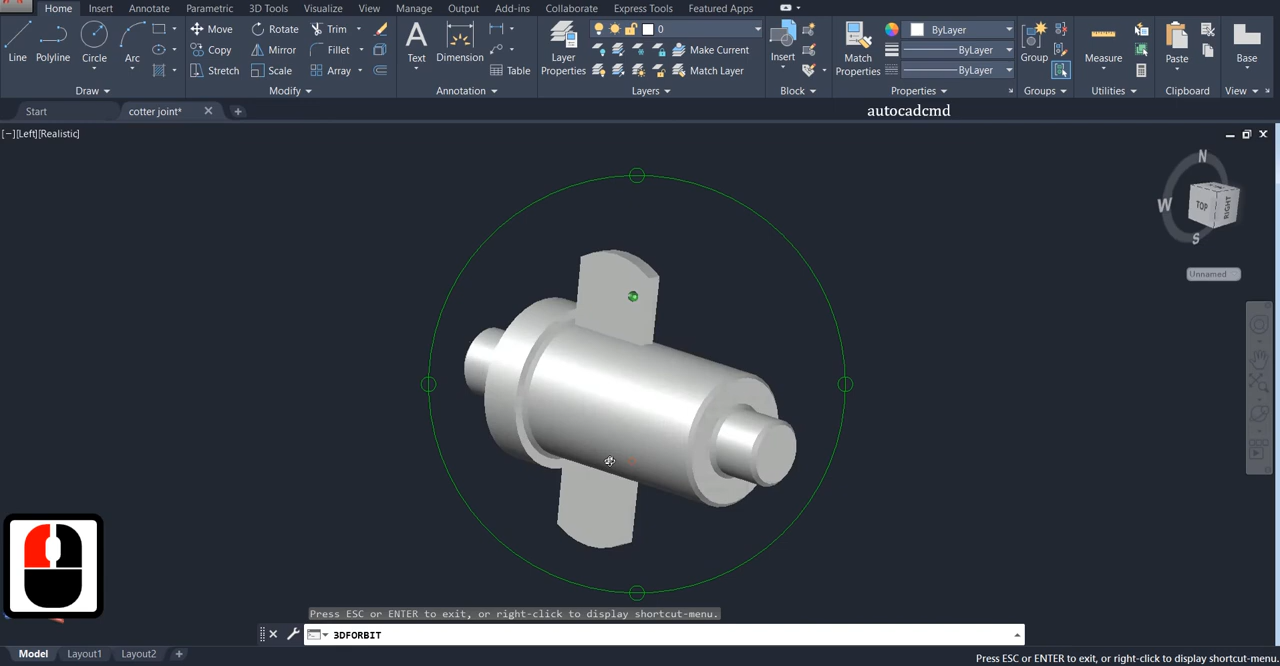 Home Insert Annotate Parametric 3D Tools Visualize View Manage Output Add-ins Collaborate Express Tools Featured Apps
Line Polyline Circle Arc
Move Rotate Trim
Copy Mirror Fillet
Stretch Scale Array
Text Dimension
Table
Layer Properties
0
Make Current
Match Layer
Insert
Match Properties
ByLayer
ByLayer
ByLayer
Group
Measure
Paste
Base
Draw Modify Annotation Layers Block Properties Groups Utilities Clipboard View
Start cotter joint*
autocadcmd
[−][Left][Realistic]
N
W
S
TOP
RIGHT
Unnamed
Press ESC or ENTER to exit, or right-click to display shortcut-menu.
3DFORBIT
Model Layout1 Layout2
Press ESC or ENTER to exit, or right-click to display shortcut-menu.